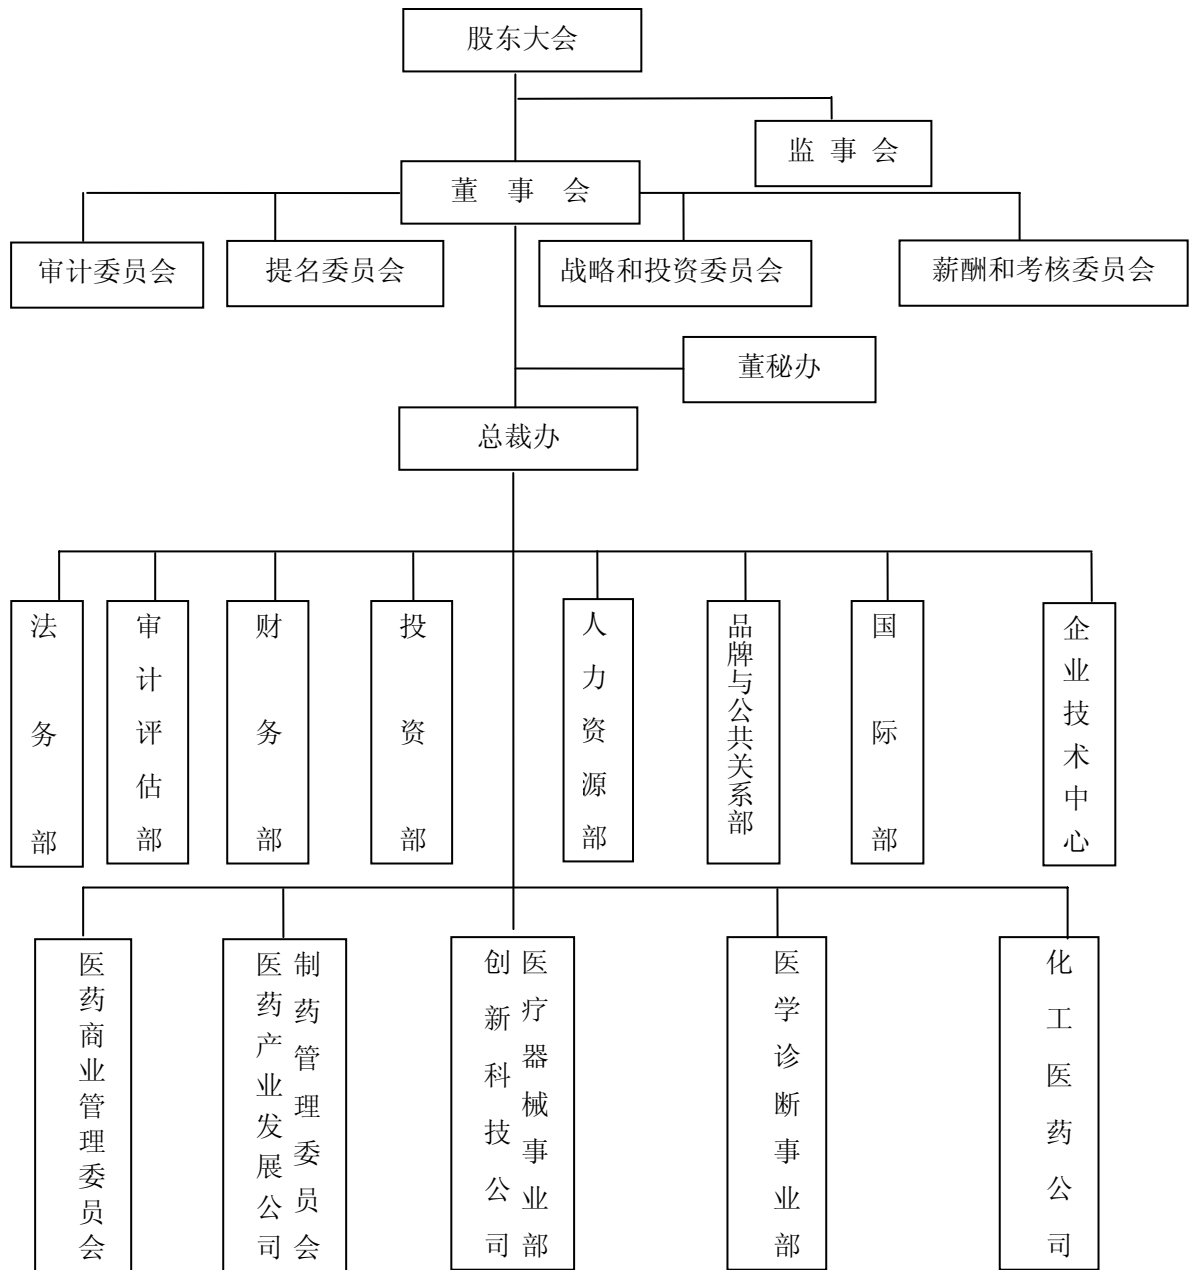 股东大会
监事会
董事会
审计委员会
提名委员会
战略和投资委员会
薪酬和考核委员会
董秘办
总裁办
法务部
审计评估部
财务部
投资部
人力资源部
品牌与公共关系部
国际部
企业技术中心
医药商业管理委员会
制药管理委员会
医药产业发展公司
医疗器械事业部
创新科技公司
医学诊断事业部
化工医药公司